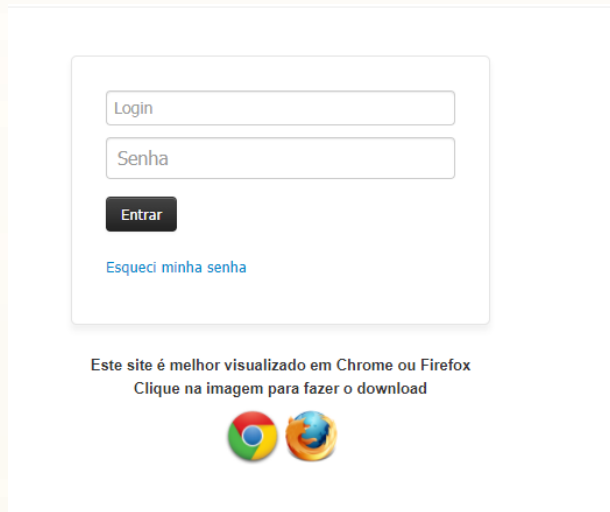 Login
Senha
Entrar
Esqueci minha senha
Este site é melhor visualizado em Chrome ou Firefox
Clique na imagem para fazer o download